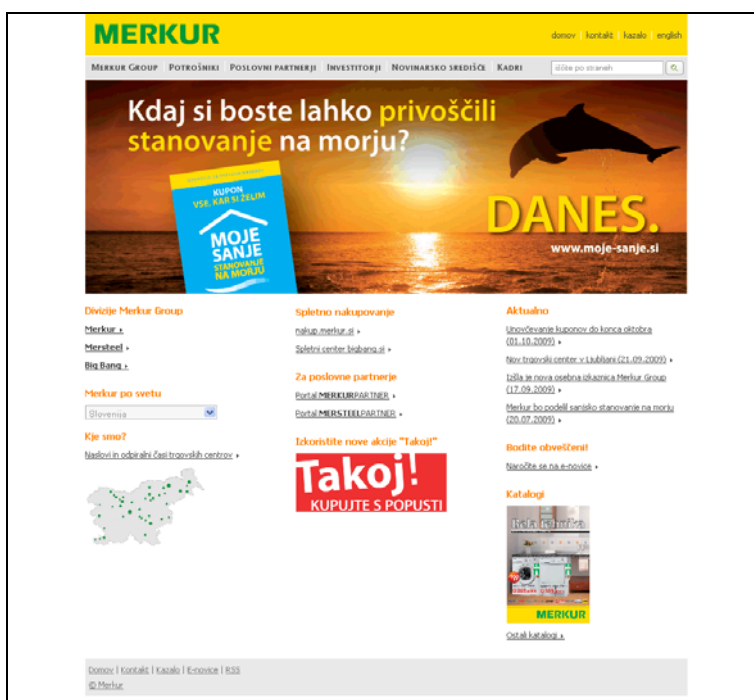 MERKUR
domov | kontakt | kazalo | english
MERKUR GROUP POTROŠNIKI POSLOVNI PARTNERJI INVESTITORJI NOVINARSKO SREDIŠČE KADRI
iščite po straneh
Kdaj si boste lahko privoščili
stanovanje na morju?
KUPON
VSE, KAR SI ŽELIM
MOJE
SANJE
STANOVANJE
NA MORJU
DANES.
www.moje-sanje.si
Divizije Merkur Group
Merkur
Mersteel
Big Bang
Merkur po svetu
Slovenija
Kje smo?
Naslovi in odpiralni časi trgovskih centrov
Spletno nakupovanje
nakup.merkur.si
Spletni center bigbang.si
Za poslovne partnerje
Portal MERKURPARTNER
Portal MERSTEELPARTNER
Izkoristite nove akcije "Takoj!"
Takoj!
KUPUJTE S POPUSTI
Aktualno
Unovčevanje kuponov do konca oktobra
(01.10.2009)
Nov trgovski center v Ljubljani (21.09.2009)
Izšla je nova osebna izkaznica Merkur Group
(17.09.2009)
Merkur bo podelil sanjsko stanovanje na morju
(20.07.2009)
Bodite obveščeni!
Naročite se na e-novice
Katalogi
Bela tehnika
MERKUR
Ostali katalogi
Domov | Kontakt | Kazalo | E-novice | RSS
© Merkur